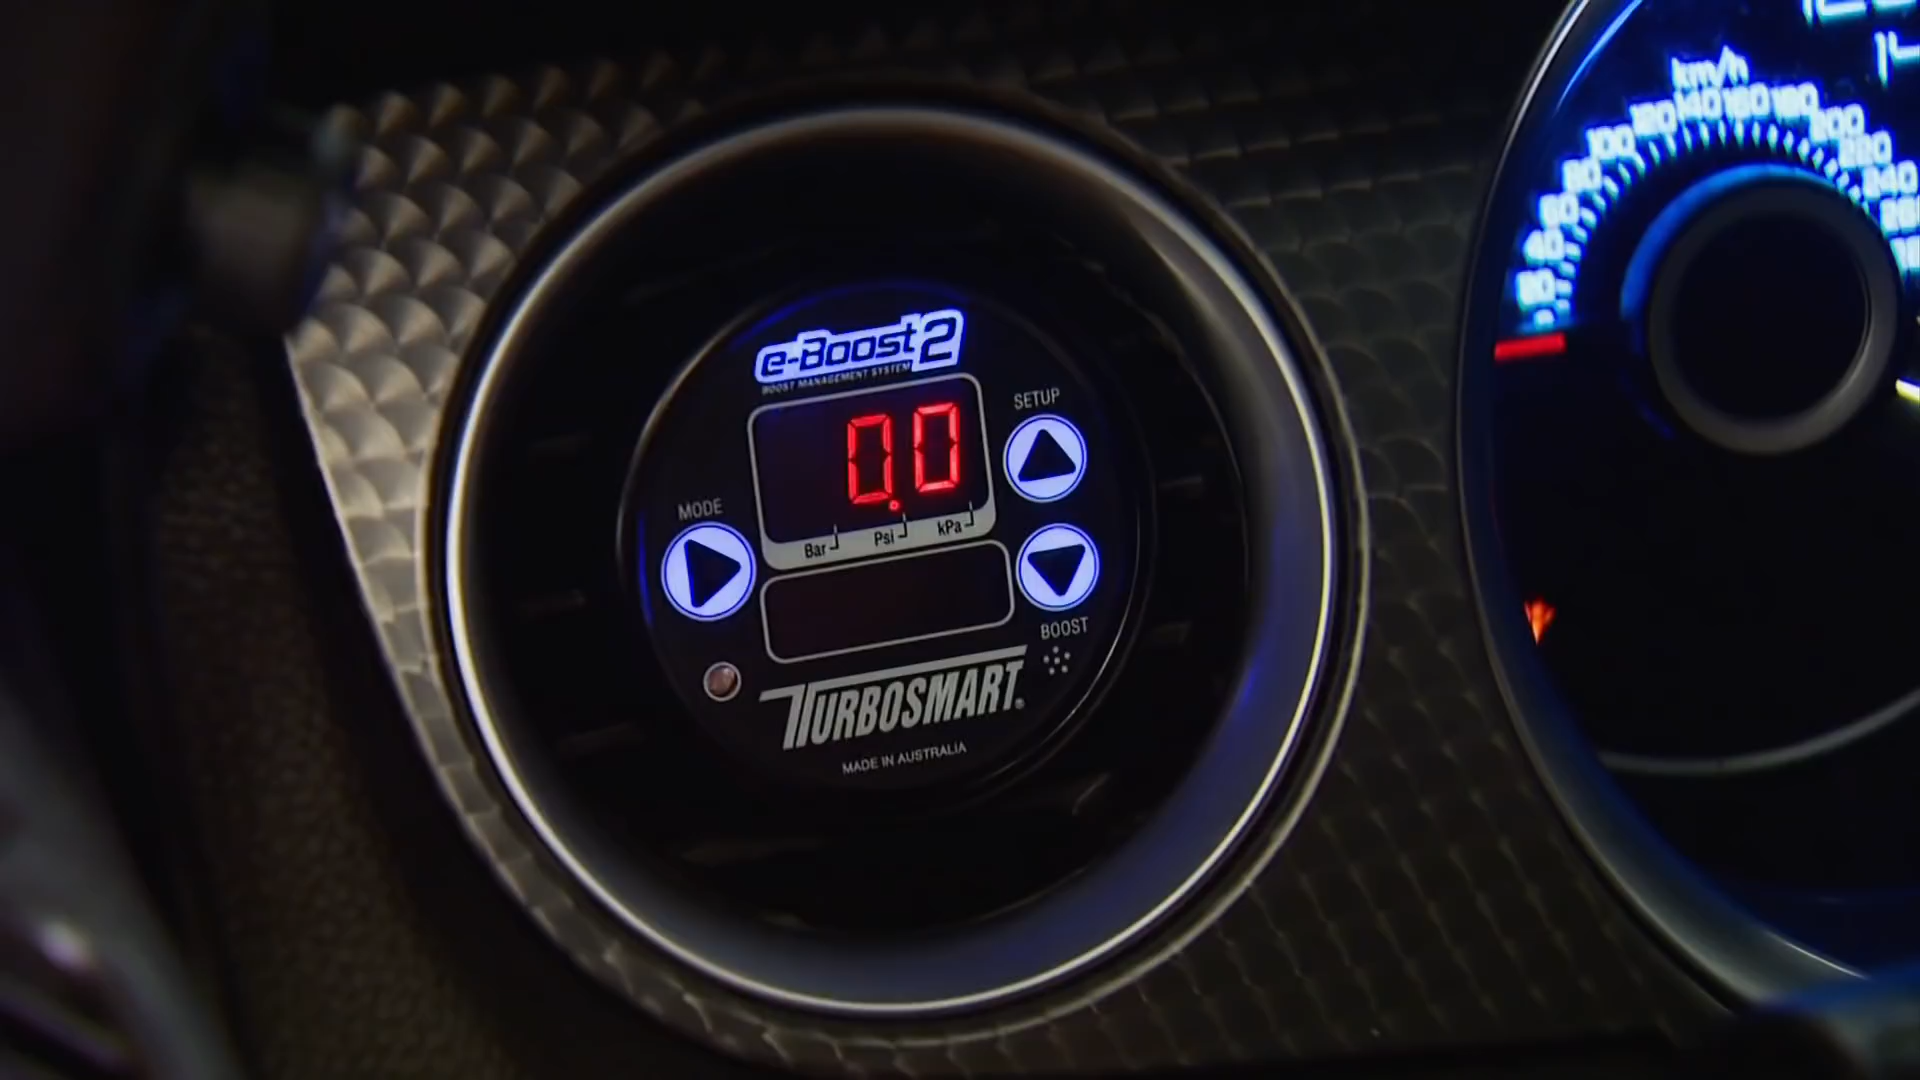 e-Boost2
BOOST MANAGEMENT SYSTEM
0.0
Bar Psi kPa
SETUP
MODE
BOOST
TURBOSMART®
MADE IN AUSTRALIA
km/h
0
20
40
60
80
100
120
140
160
180
200
220
240